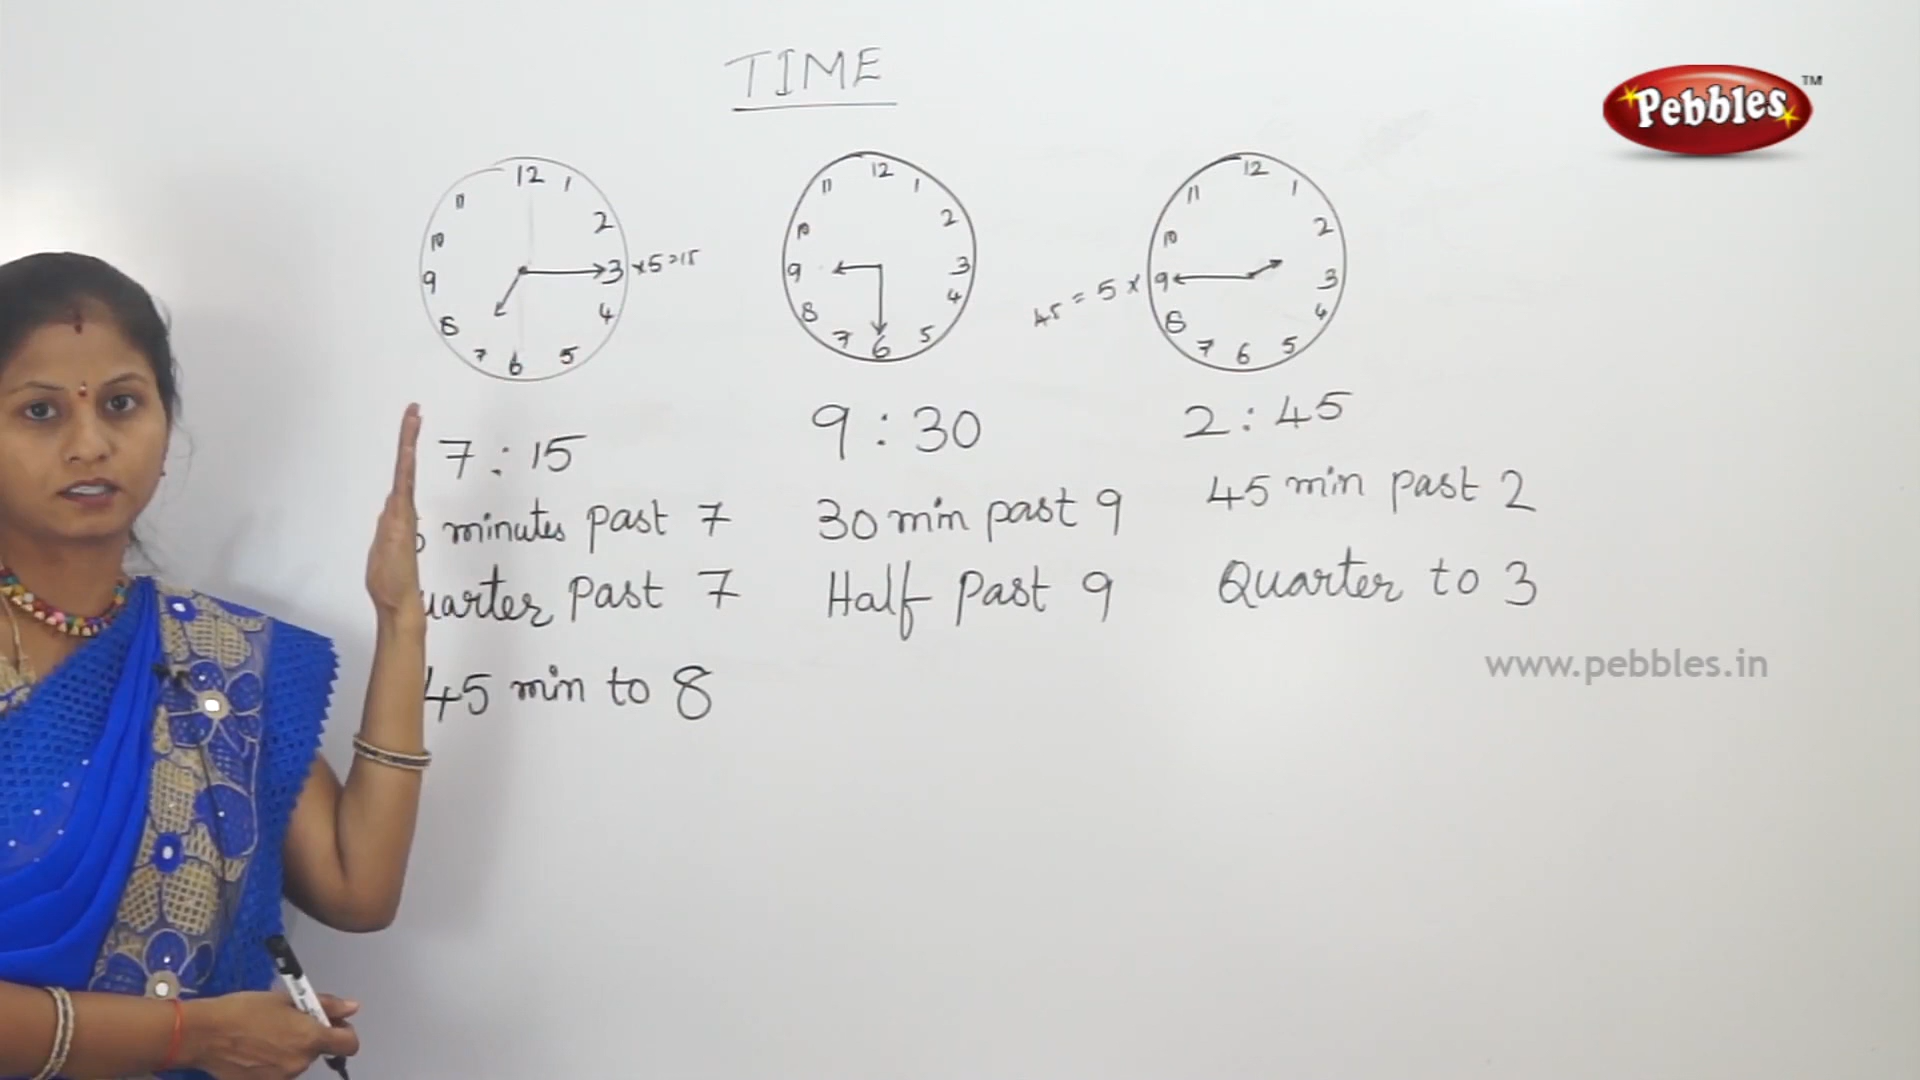 TIME
Pebbles TM
12 1 2 3 4 5 6 7 8 9 10 11
×5=15
12 1 2 3 4 5 6 7 8 9 10 11
12 1 2 3 4 5 6 7 8 9 10 11
45 = 5 ×
7 : 15
minutes past 7
uarter Past 7
45 min to 8
9 : 30
30 min past 9
Half Past 9
2 : 45
45 min past 2
Quarter to 3
www.pebbles.in